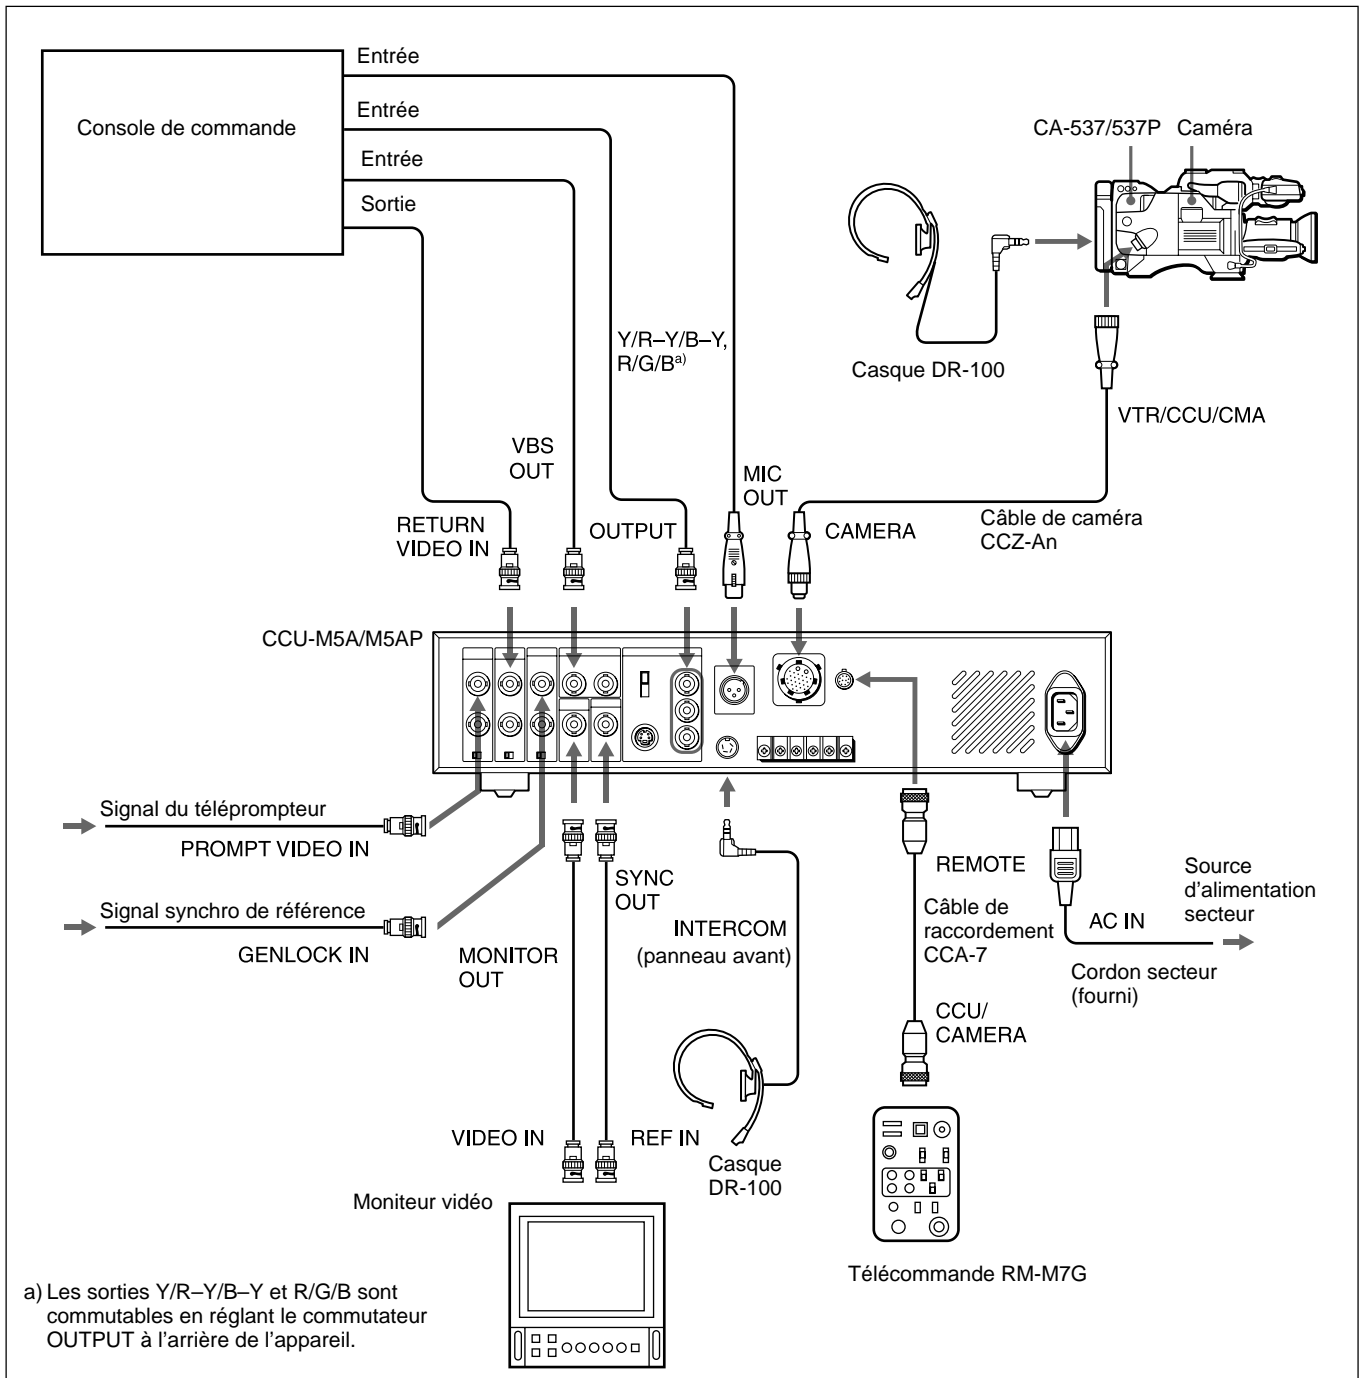 Entrée
Console de commande
Entrée
Entrée
Sortie
CA-537/537P
Caméra
Casque DR-100
Y/R–Y/B–Y,
R/G/Ba)
VTR/CCU/CMA
VBS
OUT
MIC
OUT
RETURN
VIDEO IN
OUTPUT
CAMERA
Câble de caméra
CCZ-An
CCU-M5A/M5AP
Signal du téléprompteur
PROMPT VIDEO IN
Signal synchro de référence
GENLOCK IN
MONITOR
OUT
SYNC
OUT
INTERCOM
(panneau avant)
REMOTE
Câble de
raccordement
CCA-7
AC IN
Source
d’alimentation
secteur
Cordon secteur
(fourni)
CCU/
CAMERA
VIDEO IN
REF IN
Casque
DR-100
Moniteur vidéo
Télécommande RM-M7G
a) Les sorties Y/R–Y/B–Y et R/G/B sont
commutables en réglant le commutateur
OUTPUT à l’arrière de l’appareil.